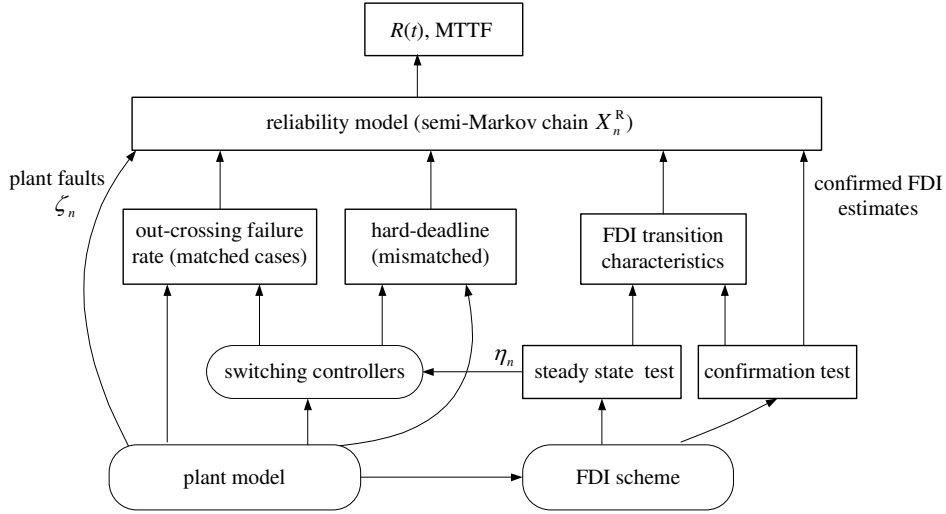 R(t), MTTF
reliability model (semi-Markov chain X_n^R)
plant faults
ζ_n
confirmed FDI
estimates
out-crossing failure
rate (matched cases)
hard-deadline
(mismatched)
FDI transition
characteristics
switching controllers
η_n
steady state test
confirmation test
plant model
FDI scheme